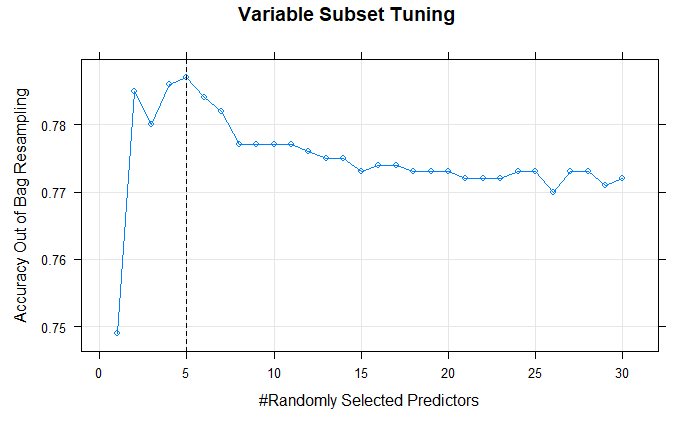 Variable Subset Tuning
Accuracy Out of Bag Resampling
0.78
0.77
0.76
0.75
0 5 10 15 20 25 30
#Randomly Selected Predictors